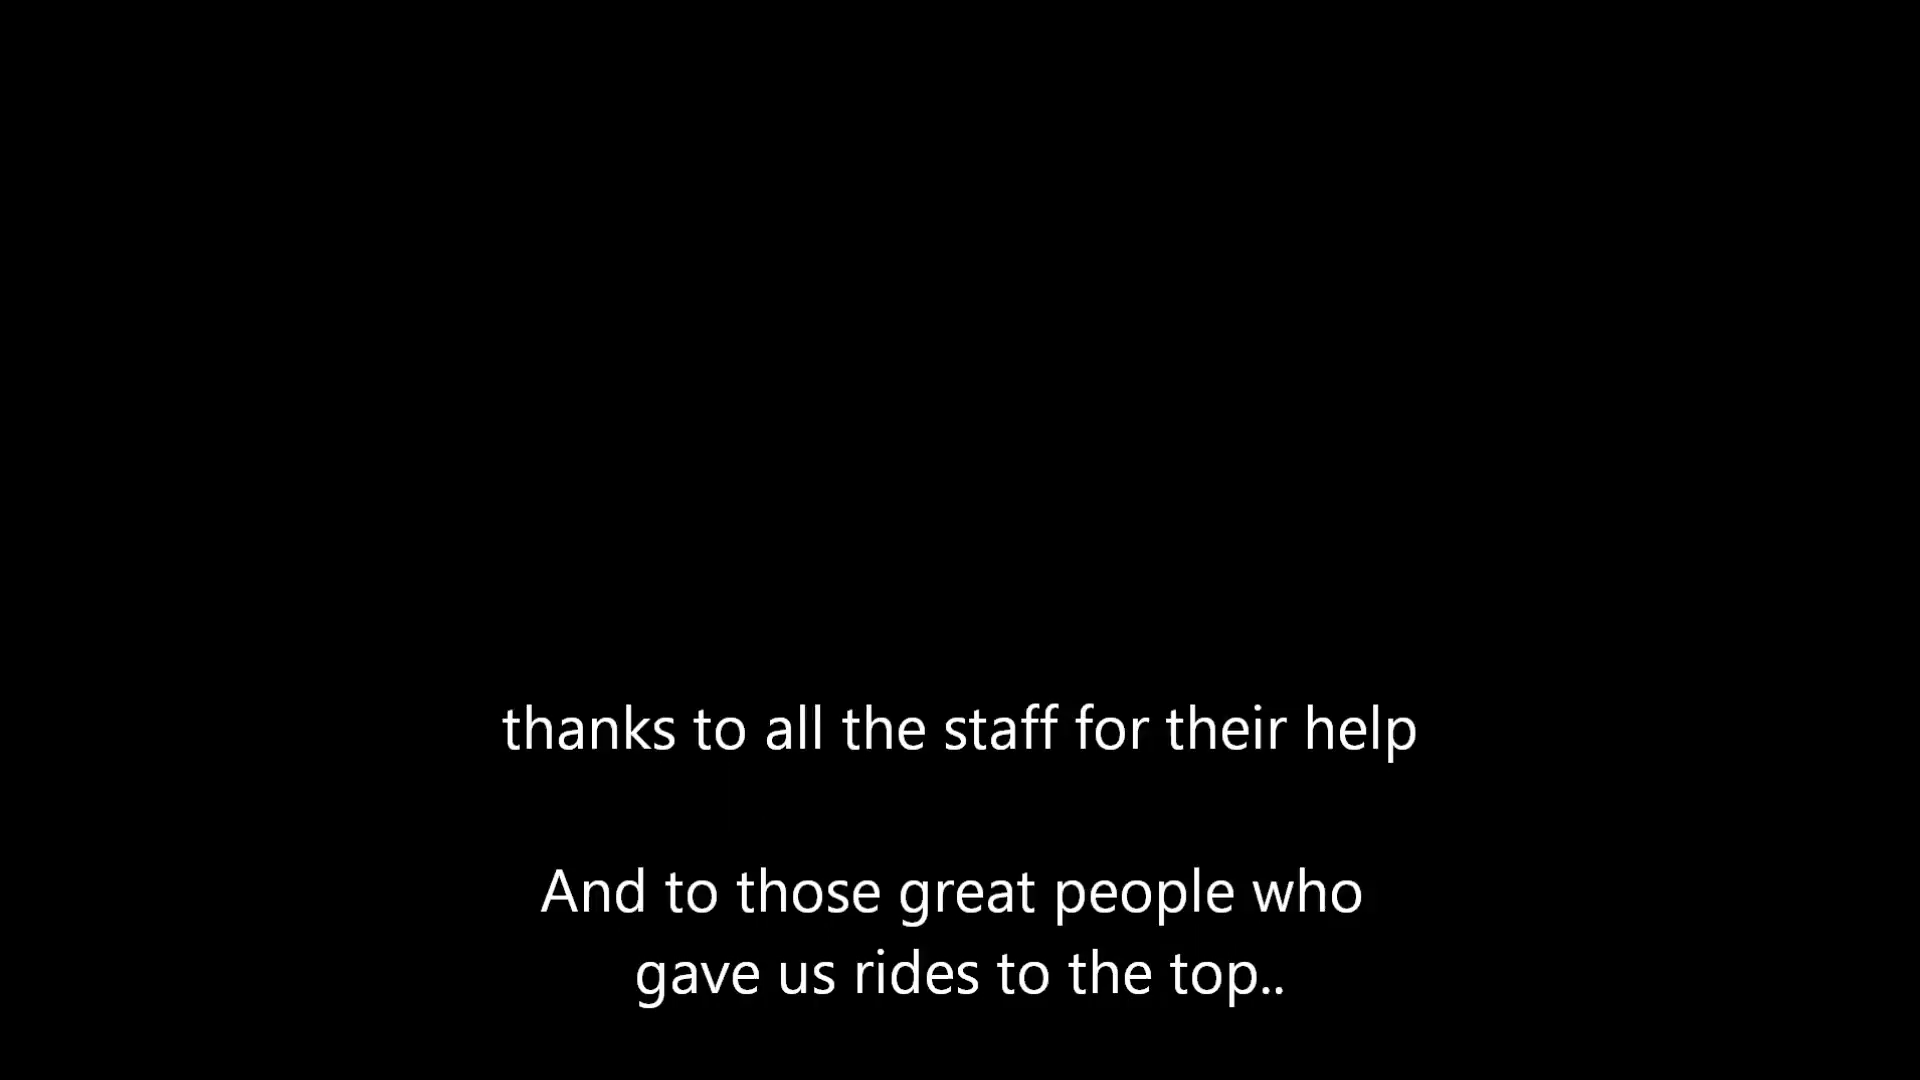 thanks to all the staff for their help
And to those great people who
gave us rides to the top..